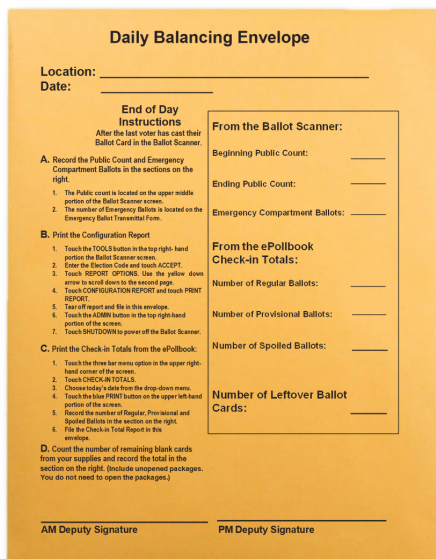 Daily Balancing Envelope
Location:
Date:
End of Day
Instructions
After the last voter has cast their
Ballot Card in the Ballot Scanner.
A. Record the Public Count and Emergency
Compartment Ballots in the sections on the
right.
1. The Public count is located on the upper middle
portion of the Ballot Scanner screen.
2. The number of Emergency Ballots is located on the
Emergency Ballot Transmittal Form.
B. Print the Configuration Report
1. Touch the TOOLS button in the top right- hand
portion the Ballot Scanner screen.
2. Enter the Election Code and touch ACCEPT.
3. Touch REPORT OPTIONS. Use the yellow down
arrow to scroll down to the second page.
4. Touch CONFIGURATION REPORT and touch PRINT
REPORT.
5. Tear off report and file in this envelope.
6. Touch the ADMIN button in the top right-hand
portion of the screen.
7. Touch SHUTDOWN to power off the Ballot Scanner.
C. Print the Check-in Totals from the ePollbook:
1. Touch the three bar menu option in the upper right-
hand corner of the screen.
2. Touch CHECK-IN TOTALS.
3. Choose today's date from the drop-down menu.
4. Touch the blue PRINT button on the upper left-hand
portion of the screen.
5. Record the number of Regular, Provisional and
Spoiled Ballots in the section on the right.
6. File the Check-in Total Report in this
envelope.
D. Count the number of remaining blank cards
from your supplies and record the total in the
section on the right. (Include unopened packages.
You do not need to open the packages.)
From the Ballot Scanner:
Beginning Public Count:
Ending Public Count:
Emergency Compartment Ballots:
From the ePollbook
Check-in Totals:
Number of Regular Ballots:
Number of Provisional Ballots:
Number of Spoiled Ballots:
Number of Leftover Ballot
Cards:
AM Deputy Signature
PM Deputy Signature